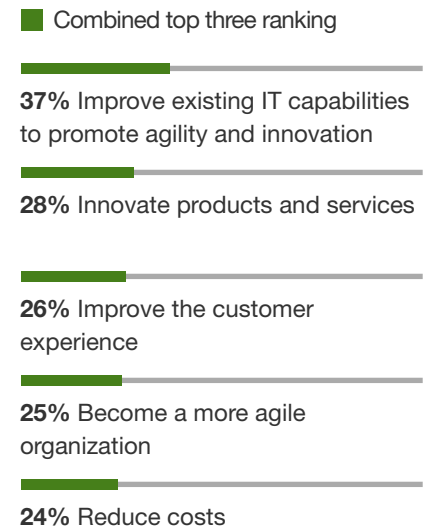 Combined top three ranking
37% Improve existing IT capabilities
to promote agility and innovation
28% Innovate products and services
26% Improve the customer
experience
25% Become a more agile
organization
24% Reduce costs